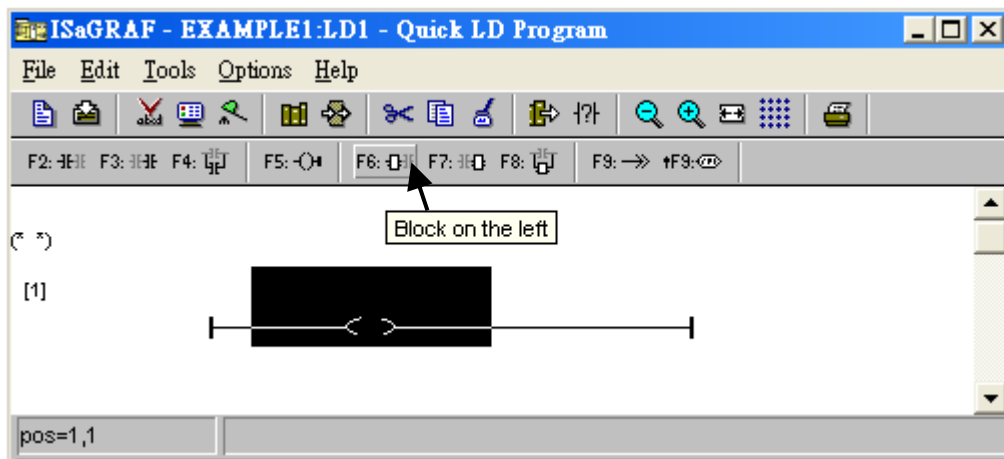 ISaGRAF - EXAMPLE1:LD1 - Quick LD Program
File Edit Tools Options Help
F2: F3: F4: F5: F6: F7: F8: F9: ↑F9:
Block on the left
(* *)
[1]
pos=1,1